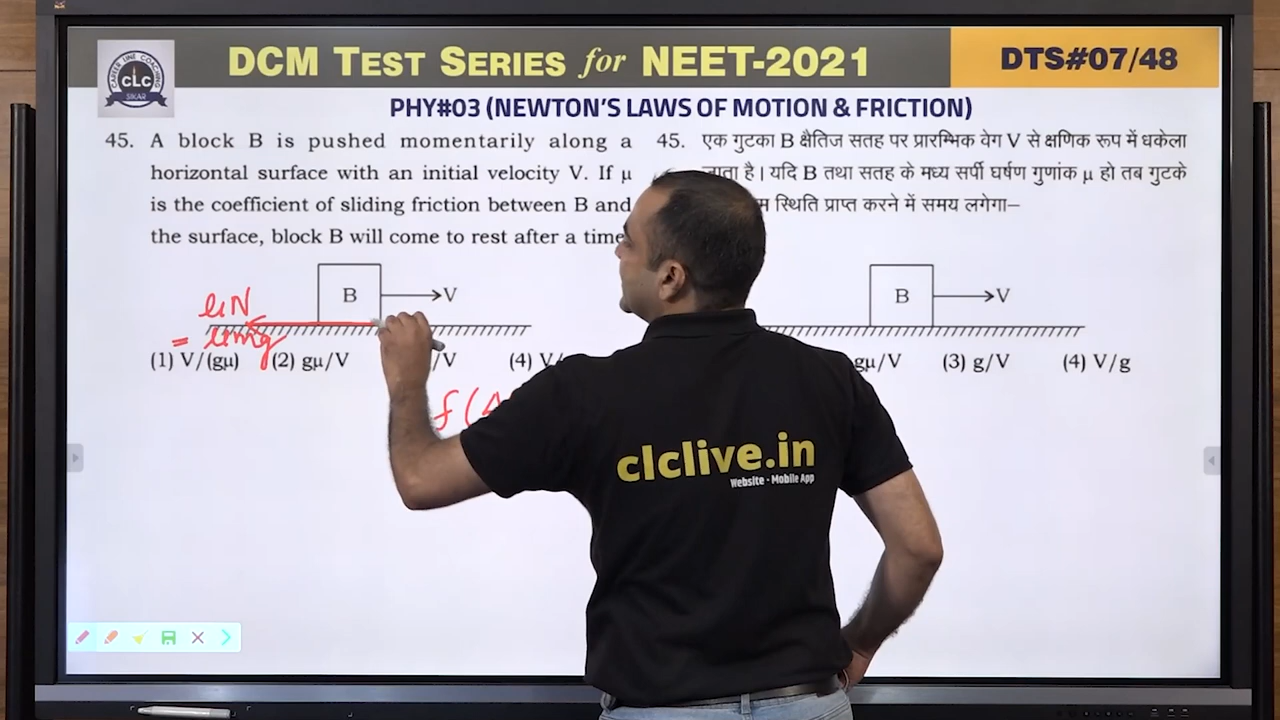 DCM TEST SERIES for NEET-2021
DTS#07/48
CAREER LINE COACHING
CLC
SIKAR
PHY#03 (NEWTON'S LAWS OF MOTION & FRICTION)
45. A block B is pushed momentarily along a
horizontal surface with an initial velocity V. If μ
is the coefficient of sliding friction between B and
the surface, block B will come to rest after a time
B
V
μN
= μmg
(1) V/(gμ) (2) gμ/V /V (4) V/
f(Δ
45. एक गुटका B क्षैतिज सतह पर प्रारम्भिक वेग V से क्षणिक रूप में धकेला
जाता है। यदि B तथा सतह के मध्य सर्पी घर्षण गुणांक μ हो तब गुटके
स्थिति प्राप्त करने में समय लगेगा–
B
V
gμ/V (3) g/V (4) V/g
clclive.in
Website - Mobile App